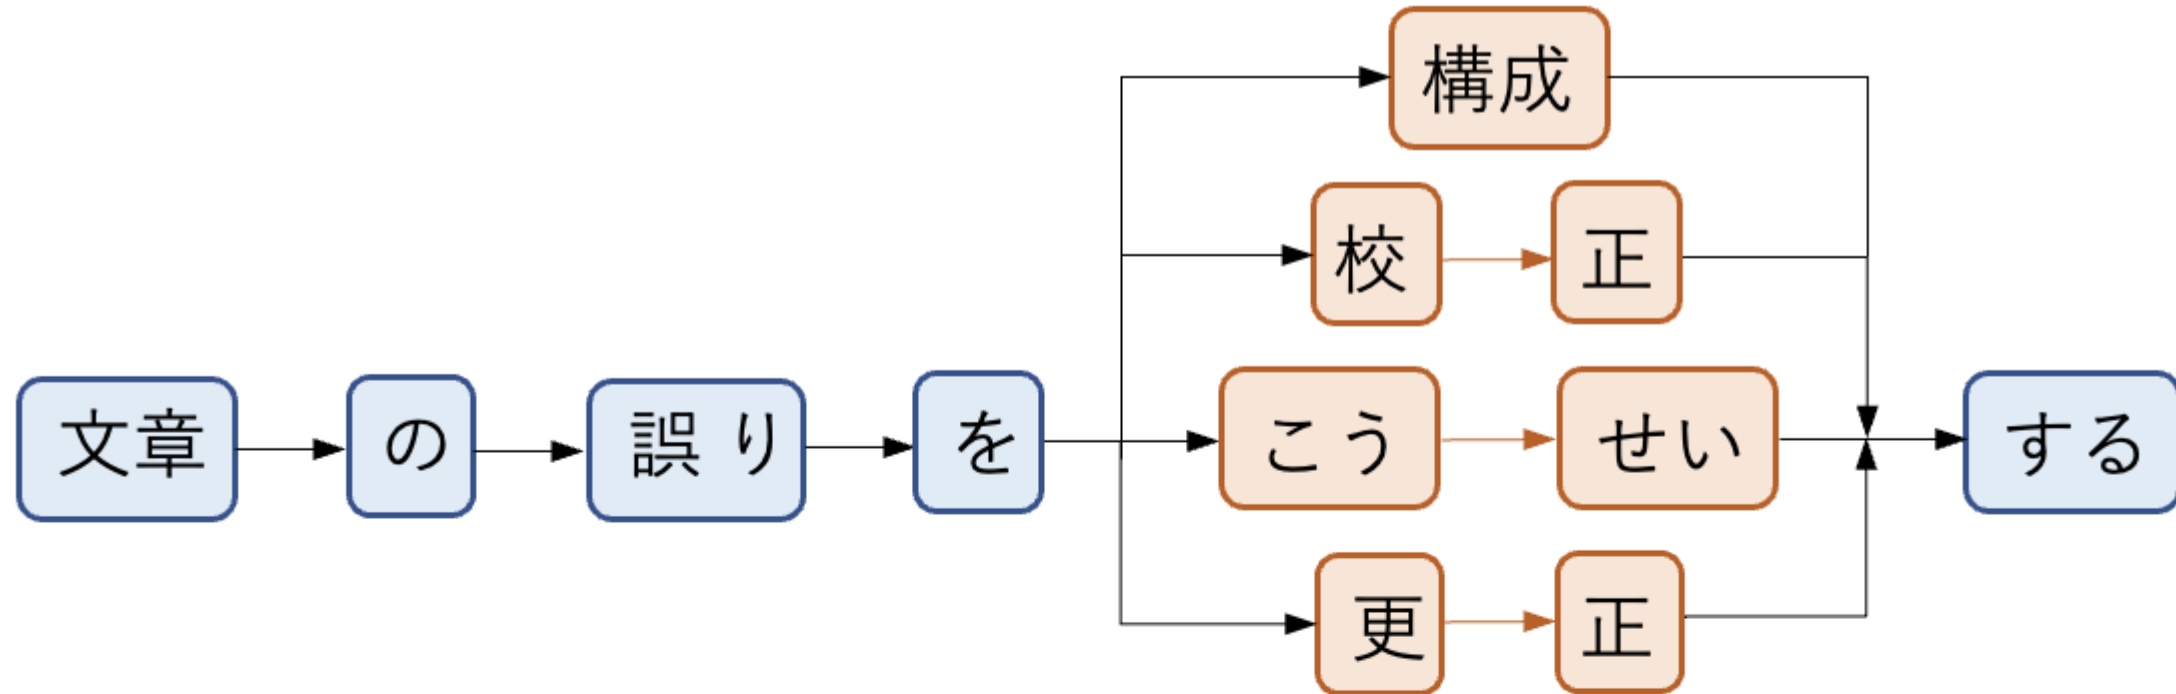 構成
校 正
文章 の 誤り を こう せい する
更 正